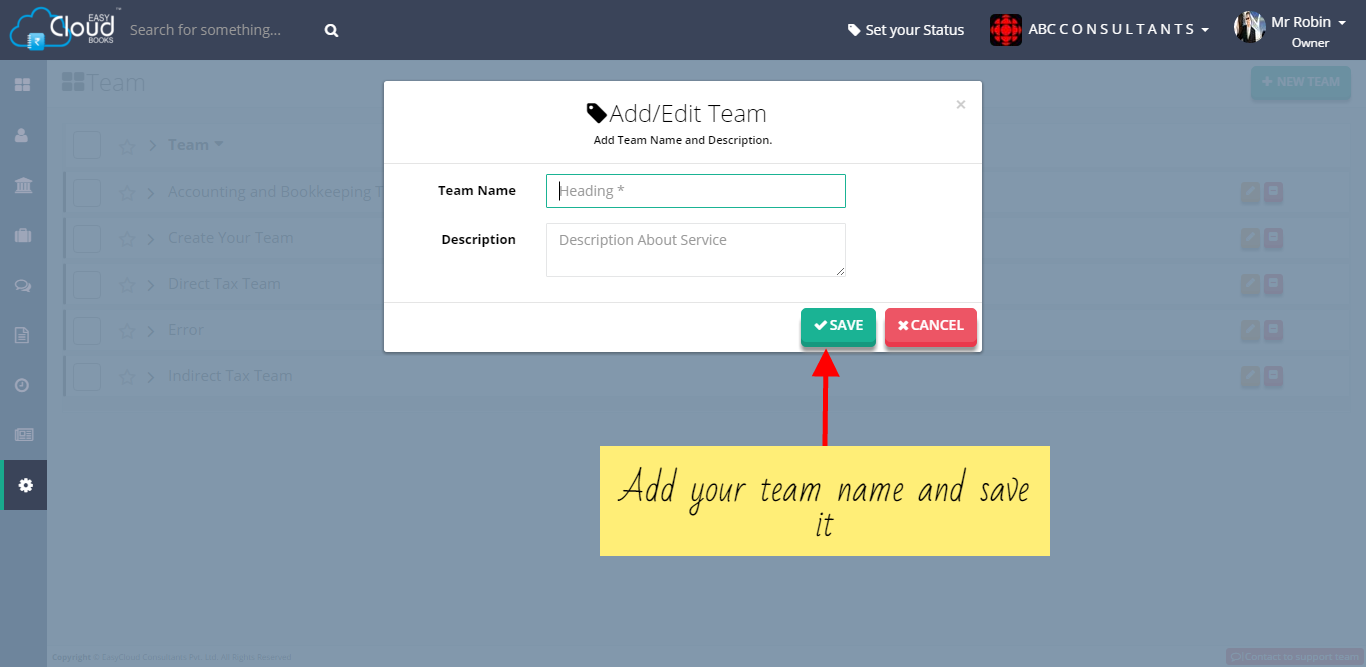 EASY
Cloud
BOOKS
™
Search for something...
Set your Status
A B C C O N S U L T A N T S
Mr Robin
Owner
Team
+ NEW TEAM
Add/Edit Team
×
Add Team Name and Description.
Team
Team Name
Heading *
Accounting and Bookkeeping T
Create Your Team
Description
Description About Service
Direct Tax Team
Error
SAVE
CANCEL
Indirect Tax Team
Add your team name and save
it
Copyright © EasyCloud Consultants Pvt. Ltd. All Rights Reserved
Contact to support team